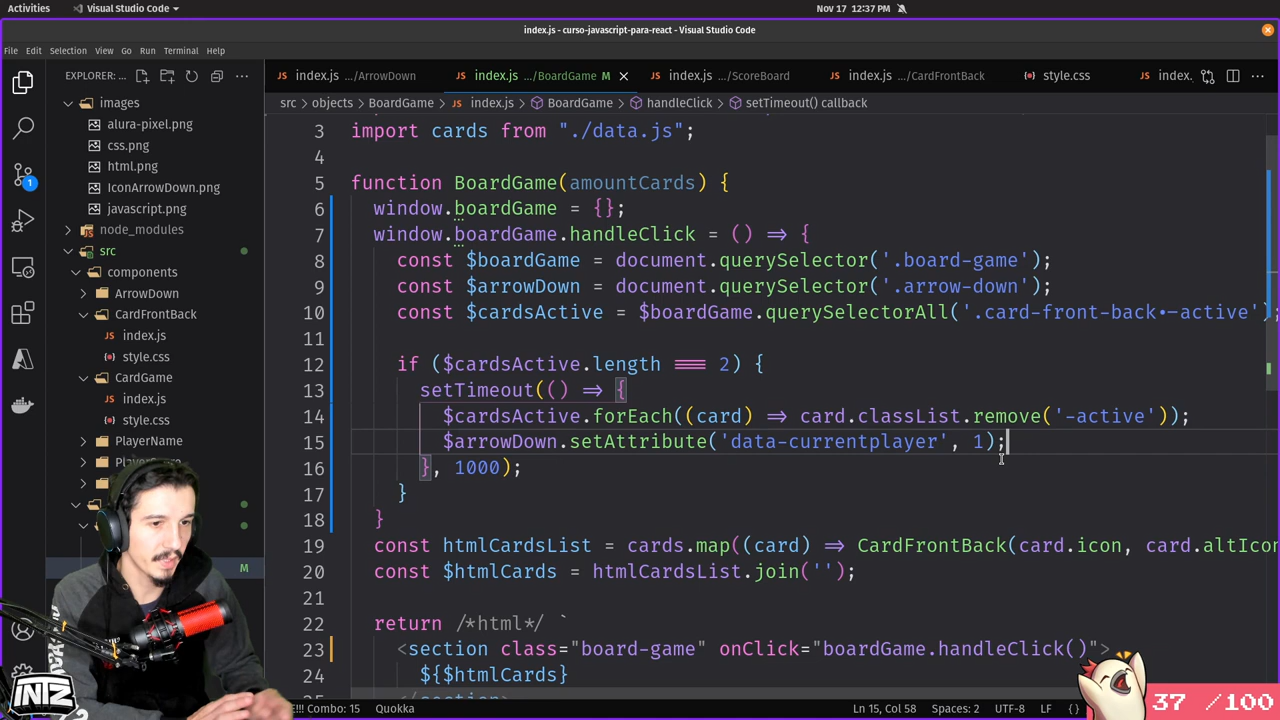 Activities
Visual Studio Code
Nov 17 12:37 PM
index.js - curso-javascript-para-react - Visual Studio Code
File Edit Selection View Go Run Terminal Help
EXPLORER: ...
index.js .../ArrowDown
index.js .../BoardGame M
index.js .../ScoreBoard
index.js .../CardFrontBack
style.css
index.
src > objects > BoardGame > index.js > BoardGame > handleClick > setTimeout() callback
images
alura-pixel.png
css.png
html.png
IconArrowDown.png
javascript.png
node_modules
src
components
ArrowDown
CardFrontBack
index.js
style.css
CardGame
index.js
style.css
PlayerName
M
1
3 import cards from "./data.js";
4
5 function BoardGame(amountCards) {
6 window.boardGame = {};
7 window.boardGame.handleClick = () => {
8 const $boardGame = document.querySelector('.board-game');
9 const $arrowDown = document.querySelector('.arrow-down');
10 const $cardsActive = $boardGame.querySelectorAll('.card-front-back•-active');
11
12 if ($cardsActive.length === 2) {
13 setTimeout(() => {
14 $cardsActive.forEach((card) => card.classList.remove('-active'));
15 $arrowDown.setAttribute('data-currentplayer', 1);
16 }, 1000);
17 }
18 }
19 const htmlCardsList = cards.map((card) => CardFrontBack(card.icon, card.altIcon
20 const $htmlCards = htmlCardsList.join('');
21
22 return /*html*/ `
23 <section class="board-game" onClick="boardGame.handleClick()">
24 ${$htmlCards}
25 </section>
E!!! Combo: 15 Quokka
Ln 15, Col 58 Spaces: 2 UTF-8 LF {}
INTZ
37 /100